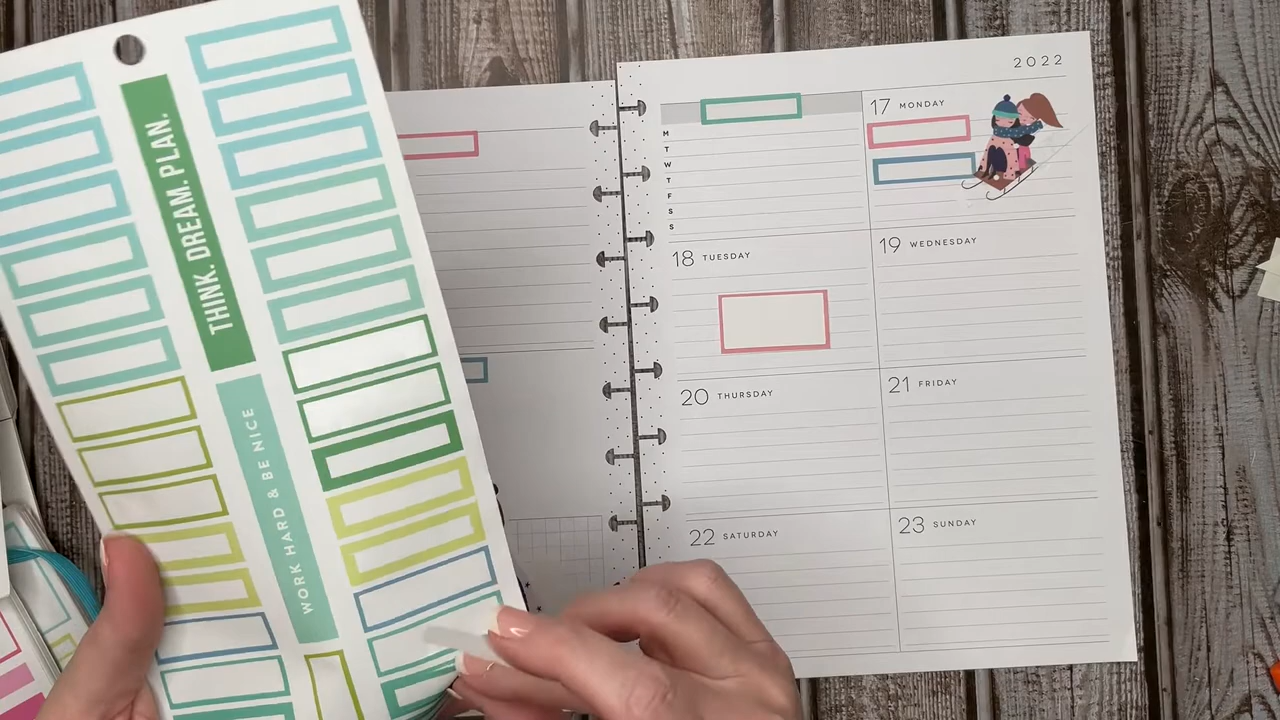 THINK. DREAM. PLAN.
WORK HARD & BE NICE
2022
M
T
W
T
F
S
S
17 MONDAY
18 TUESDAY
19 WEDNESDAY
20 THURSDAY
21 FRIDAY
22 SATURDAY
23 SUNDAY